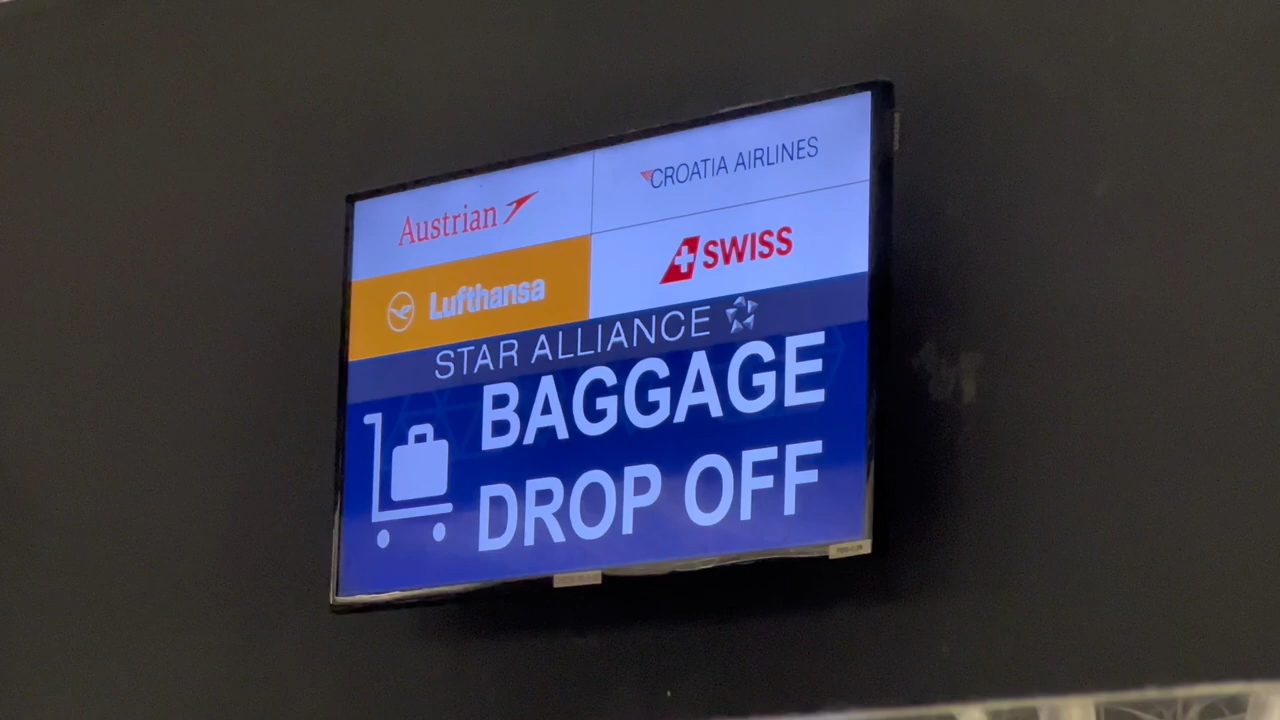 Austrian
CROATIA AIRLINES
Lufthansa
SWISS
STAR ALLIANCE
BAGGAGE
DROP OFF